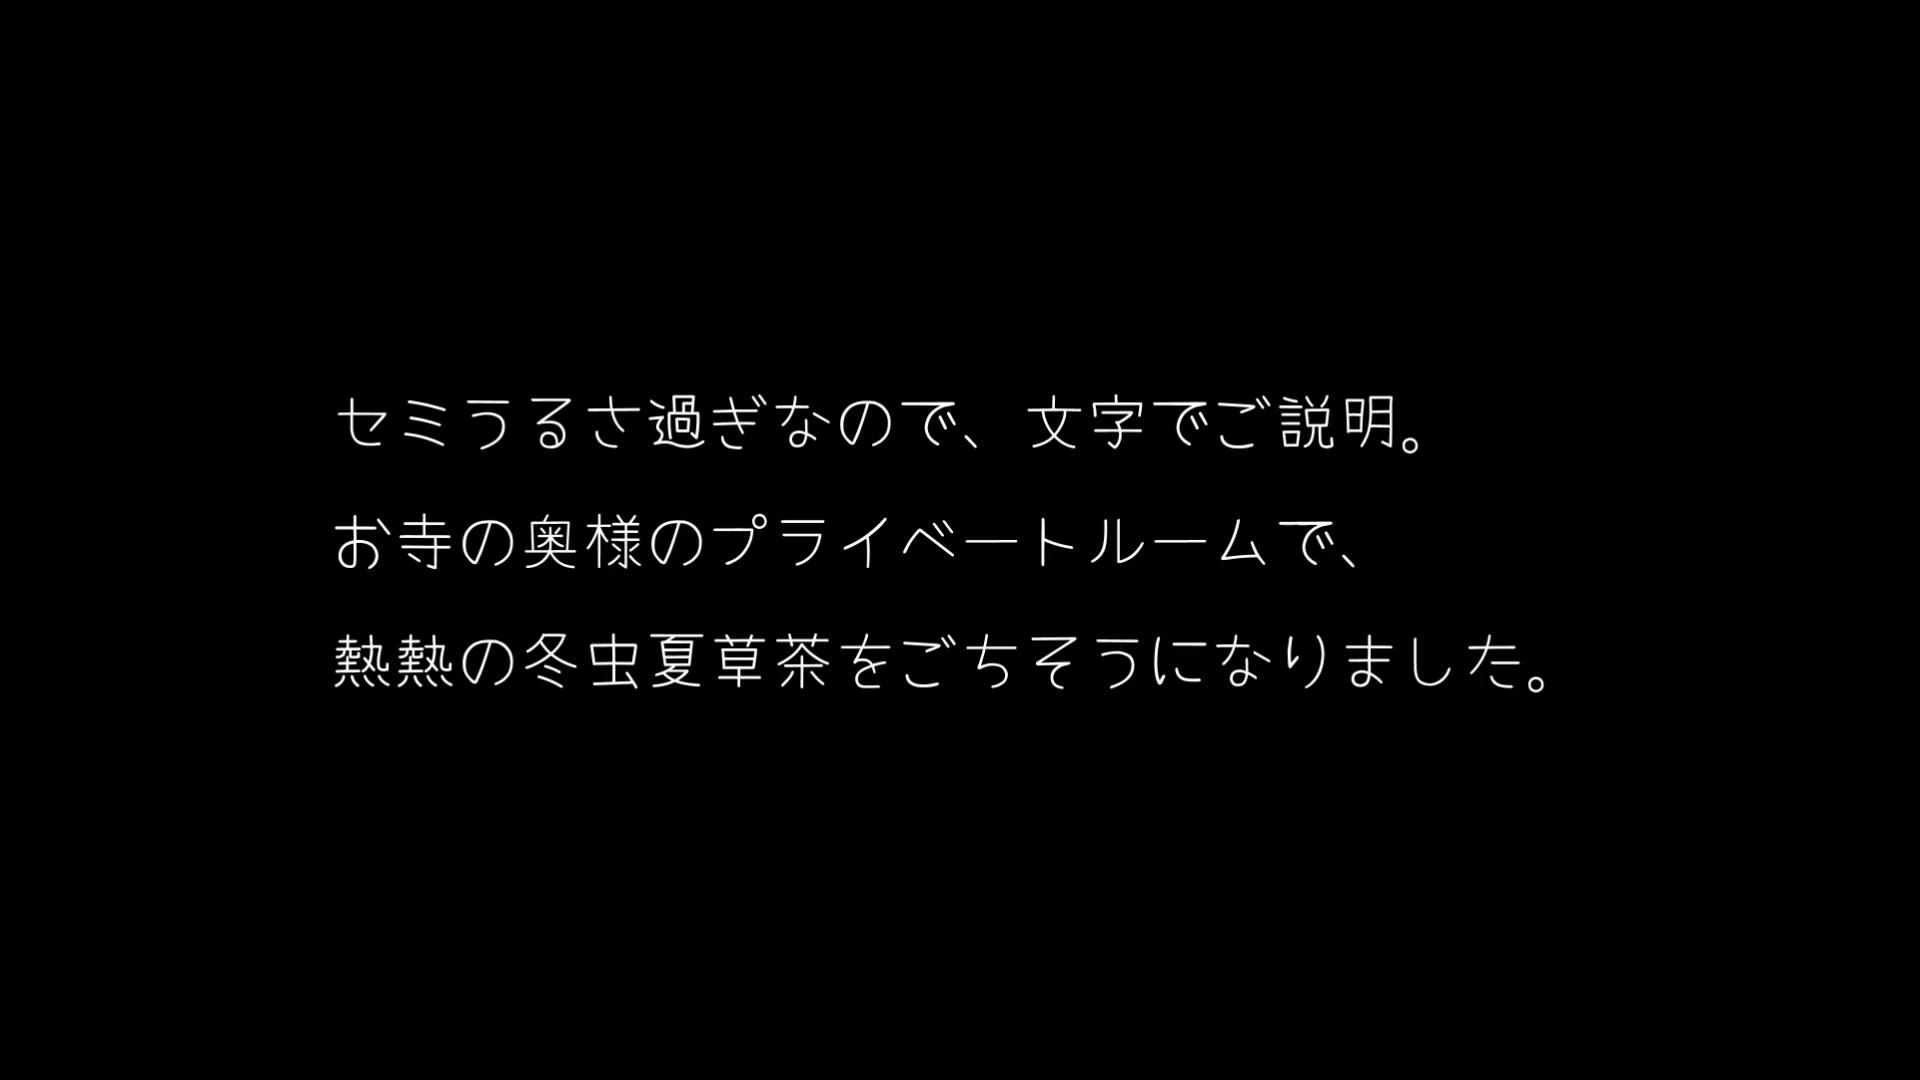 セミうるさ過ぎなので、文字でご説明。
お寺の奥様のプライベートルームで、
熱熱の冬虫夏草茶をごちそうになりました。